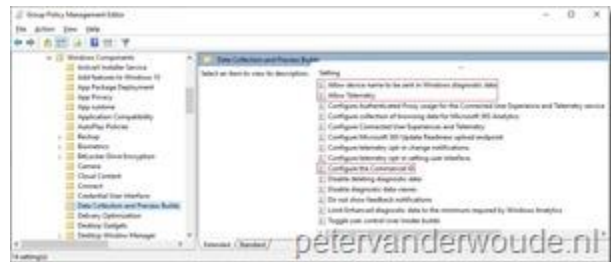 Group Policy Management Editor
File Action View Help
Windows Components
ActiveX Installer Service
Add features to Windows 10
App Package Deployment
App Privacy
App runtime
Application Compatibility
AutoPlay Policies
Backup
Biometrics
BitLocker Drive Encryption
Camera
Cloud Content
Connect
Credential User Interface
Data Collection and Preview Builds
Delivery Optimization
Desktop Gadgets
Desktop Window Manager
Data Collection and Preview Builds
Select an item to view its description.
Setting
Allow device name to be sent in Windows diagnostic data
Allow Telemetry
Configure Authenticated Proxy usage for the Connected User Experience and Telemetry service
Configure collection of browsing data for Microsoft 365 Analytics
Configure Connected User Experiences and Telemetry
Configure Microsoft 365 Update Readiness upload endpoint
Configure telemetry opt-in change notifications.
Configure telemetry opt-in setting user interface.
Configure the Commercial ID
Disable deleting diagnostic data
Disable diagnostic data viewer.
Do not show feedback notifications
Limit Enhanced diagnostic data to the minimum required by Windows Analytics
Toggle user control over Insider builds
Extended Standard
14 setting(s)
petervanderwoude.nl